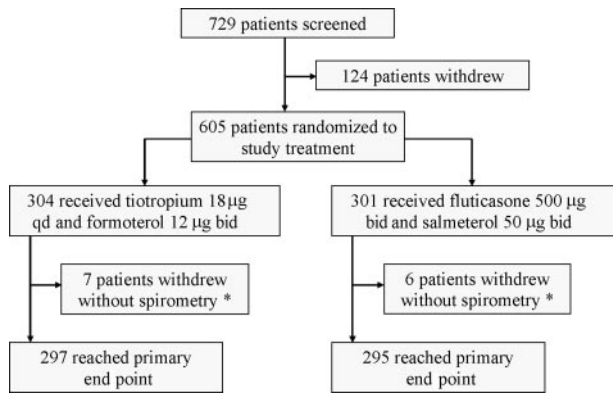 729 patients screened
124 patients withdrew
605 patients randomized to
study treatment
304 received tiotropium 18μg
qd and formoterol 12 μg bid
301 received fluticasone 500 μg
bid and salmeterol 50 μg bid
7 patients withdrew
without spirometry *
6 patients withdrew
without spirometry *
297 reached primary
end point
295 reached primary
end point